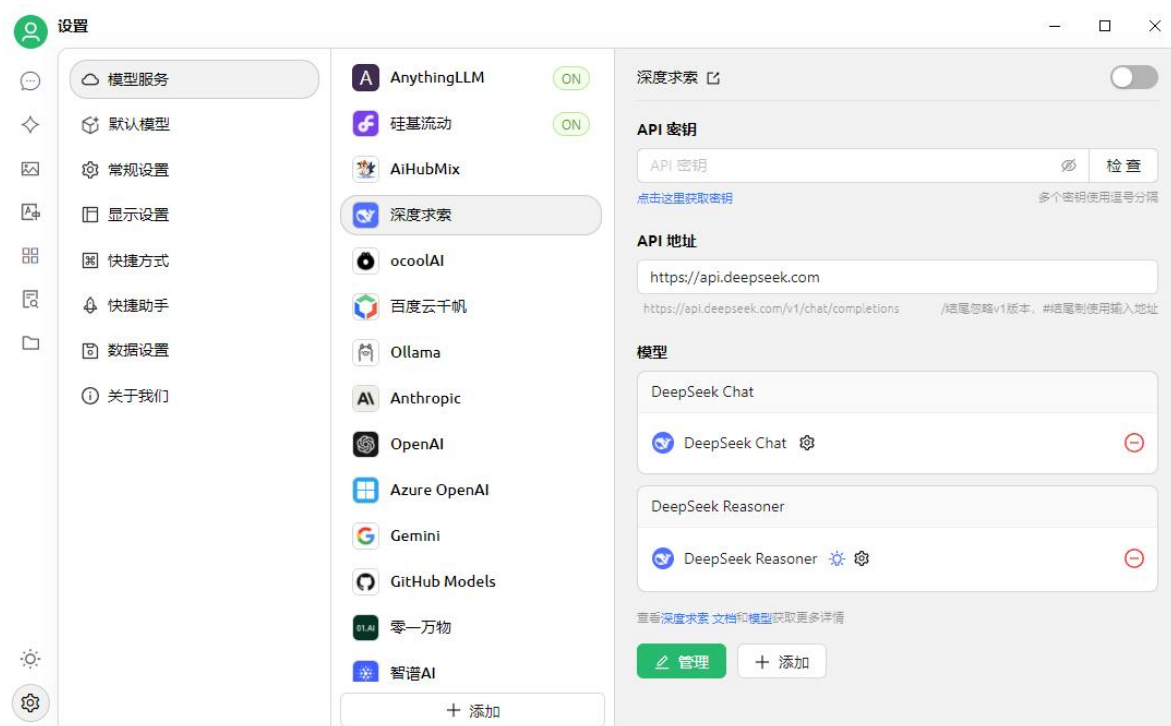 设置
模型服务
默认模型
常规设置
显示设置
快捷方式
快捷助手
数据设置
关于我们
AnythingLLM ON
硅基流动 ON
AiHubMix
深度求索
ocoolAI
百度云千帆
Ollama
Anthropic
OpenAI
Azure OpenAI
Gemini
GitHub Models
01.AI 零一万物
智谱AI
添加
深度求索
API 密钥
API 密钥 检查
点击这里获取密钥 多个密钥使用逗号分隔
API 地址
https://api.deepseek.com
https://api.deepseek.com/v1/chat/completions /结尾忽略v1版本，#结尾制使用输入地址
模型
DeepSeek Chat
DeepSeek Chat
DeepSeek Reasoner
DeepSeek Reasoner
查看深度求索 文档和模型获取更多详情
管理 添加